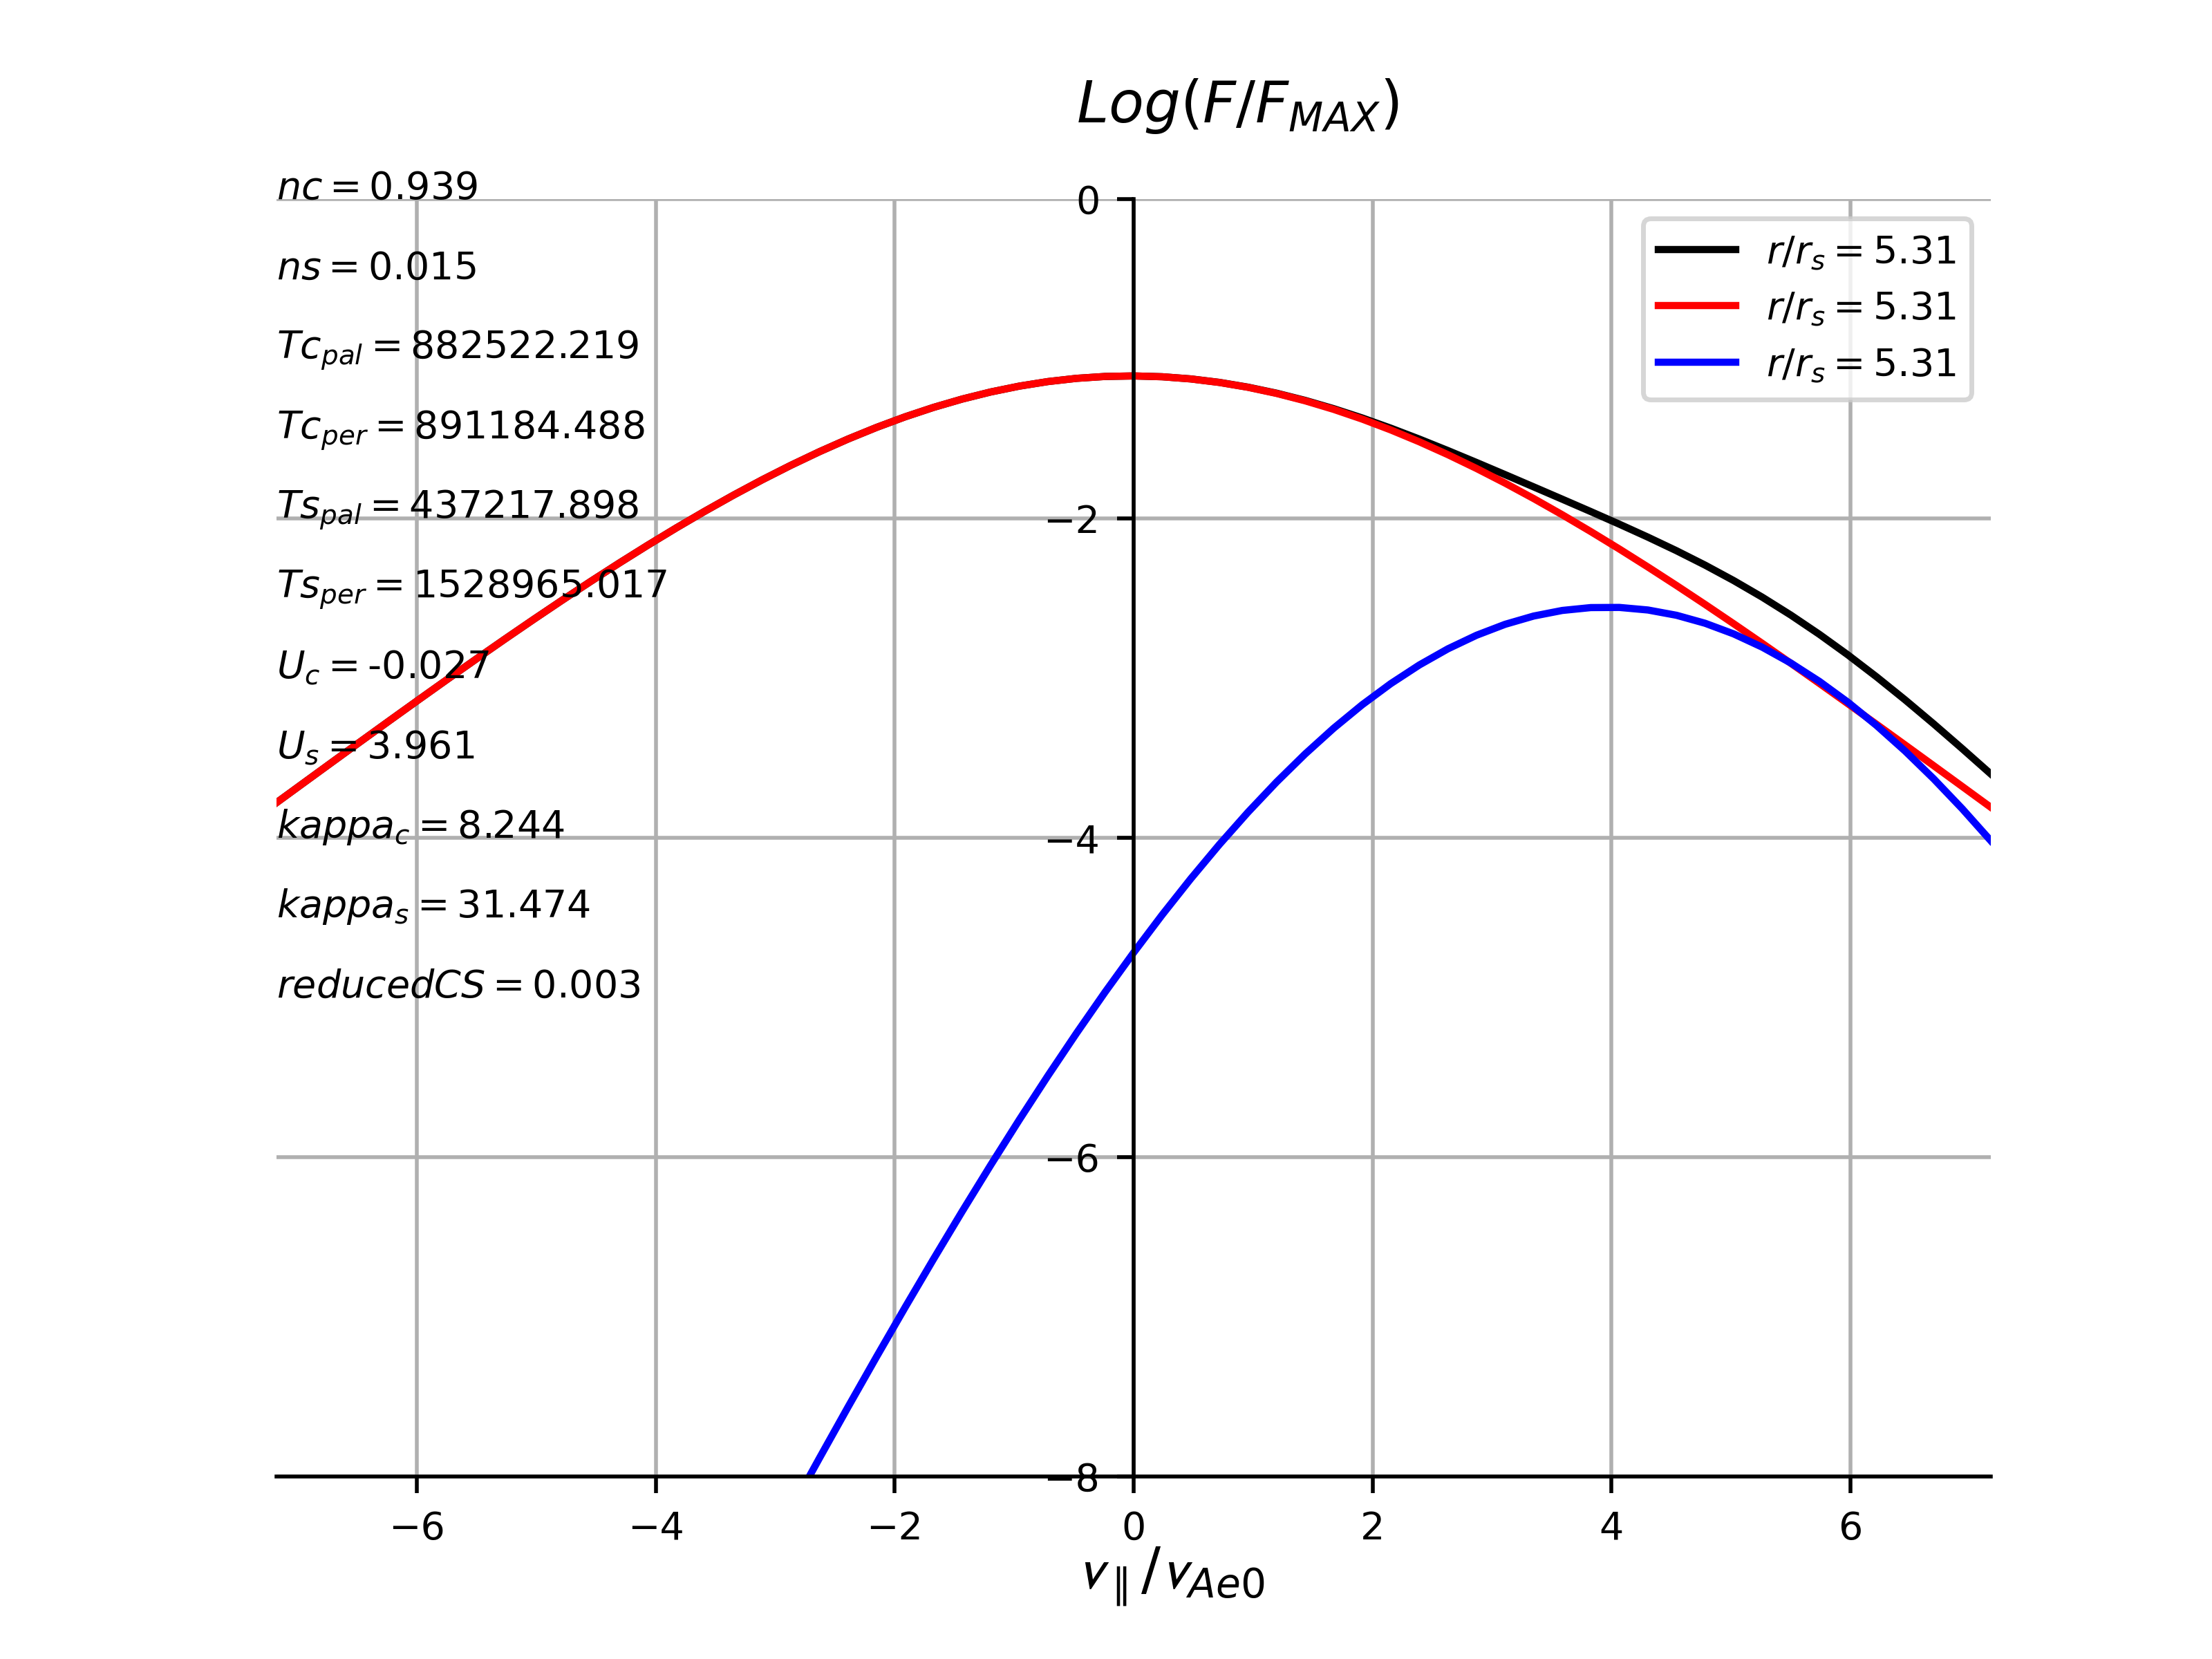 Log(F/F_MAX)
nc = 0.939
ns = 0.015
Tc_pal = 882522.219
Tc_per = 891184.488
Ts_pal = 437217.898
Ts_per = 1528965.017
U_c = -0.027
U_s = 3.961
kappa_c = 8.244
kappa_s = 31.474
reducedCS = 0.003
0
−2
−4
−6
−8
r/r_s = 5.31
r/r_s = 5.31
r/r_s = 5.31
−6 −4 −2 0 2 4 6
v_∥/v_Ae0